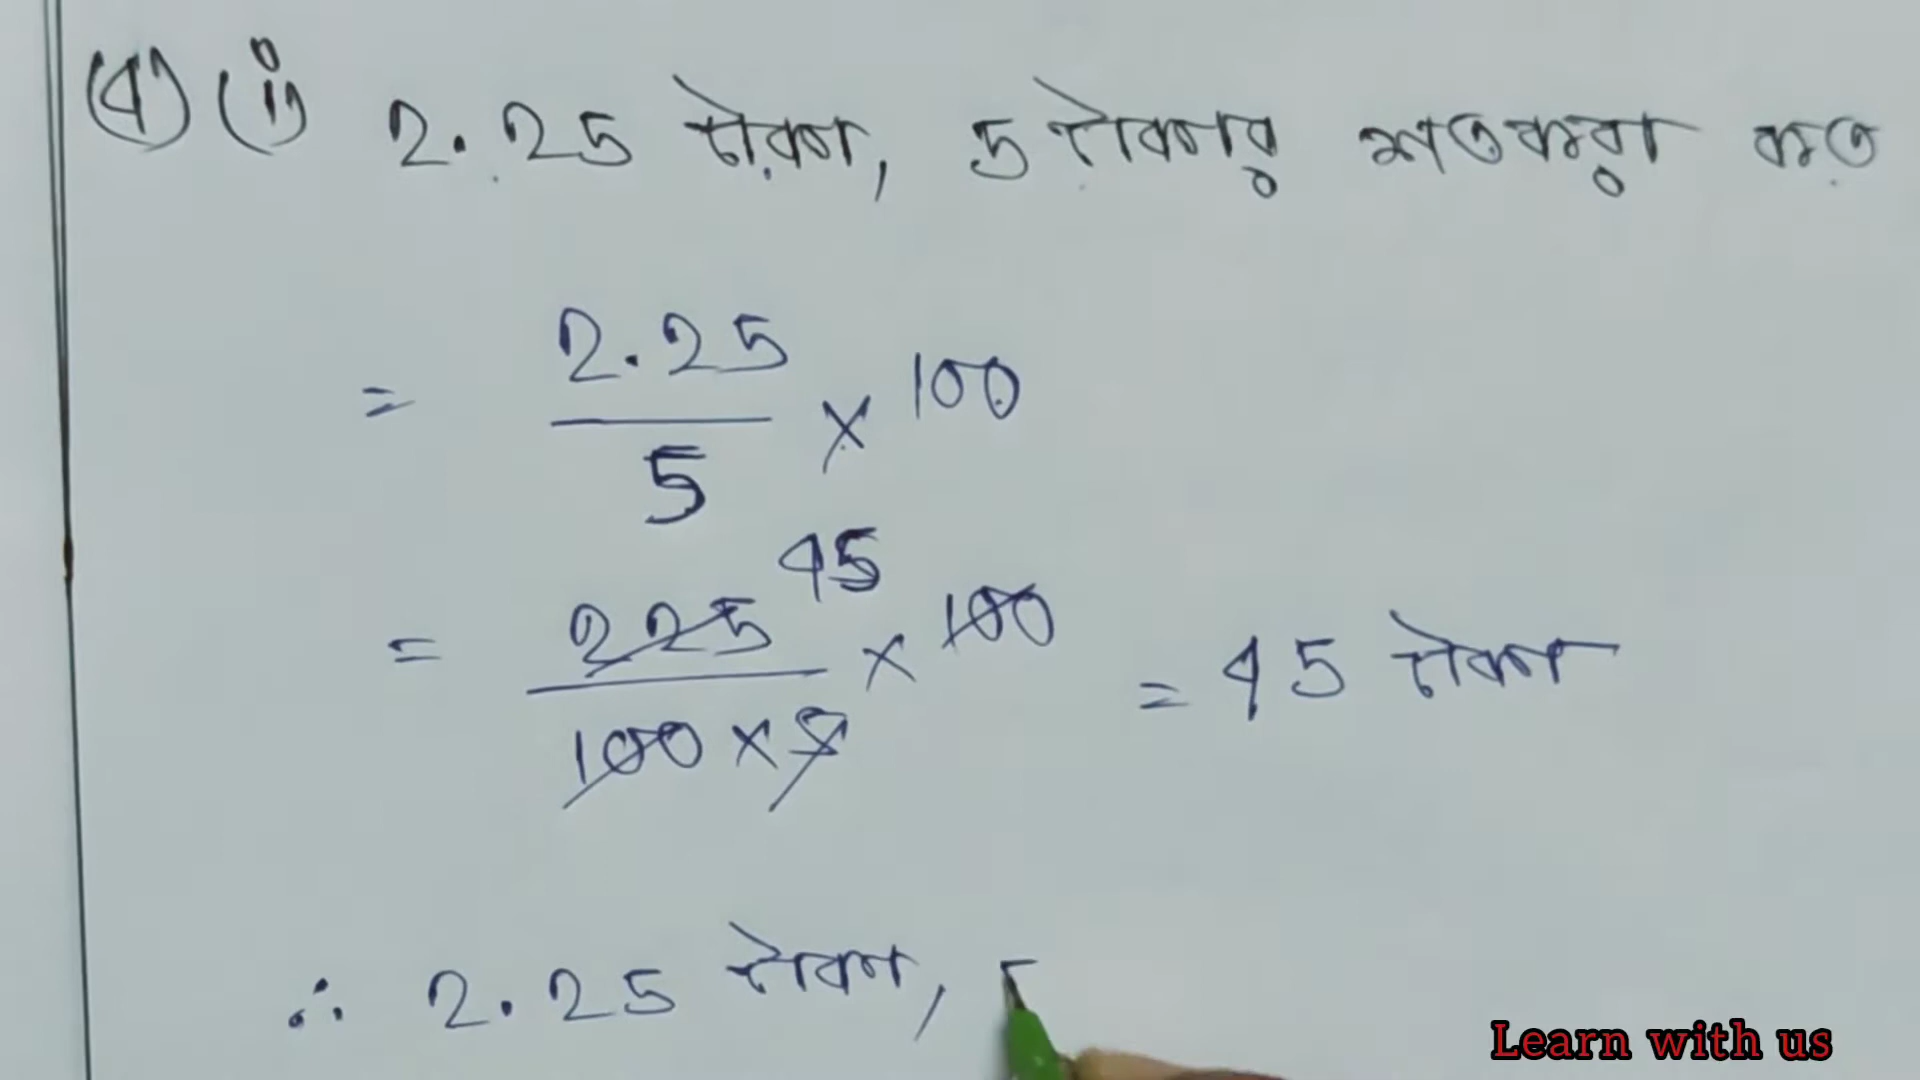 (4) (i) 2.25 টাকা, 5 টাকার শতকরা কত
= 2.25 / 5 × 100
= 225 45 / 100 × 5 × 100 = 45 টাকা
∴ 2.25 টাকা, 5
Learn with us